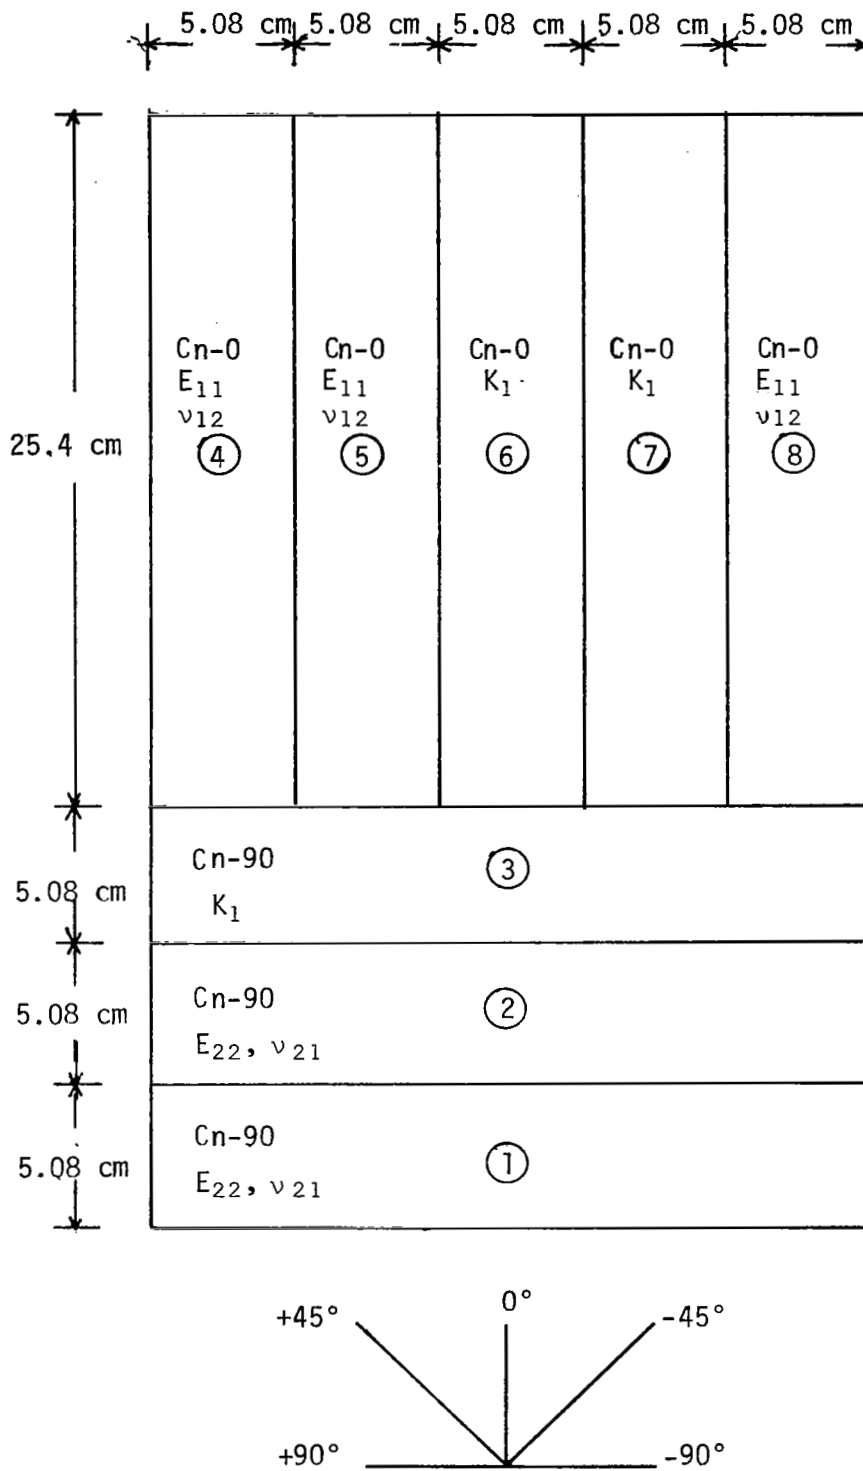 5.08 cm 5.08 cm 5.08 cm 5.08 cm 5.08 cm
Cn-0 Cn-0 Cn-0 Cn-0 Cn-0
E11 E11 K1 K1 E11
ν12 ν12 ν12
25.4 cm 4 5 6 7 8
Cn-90 3
5.08 cm K1
Cn-90 2
5.08 cm
E22, ν21
Cn-90 1
5.08 cm
E22, ν21
+45° 0° -45°
+90° -90°